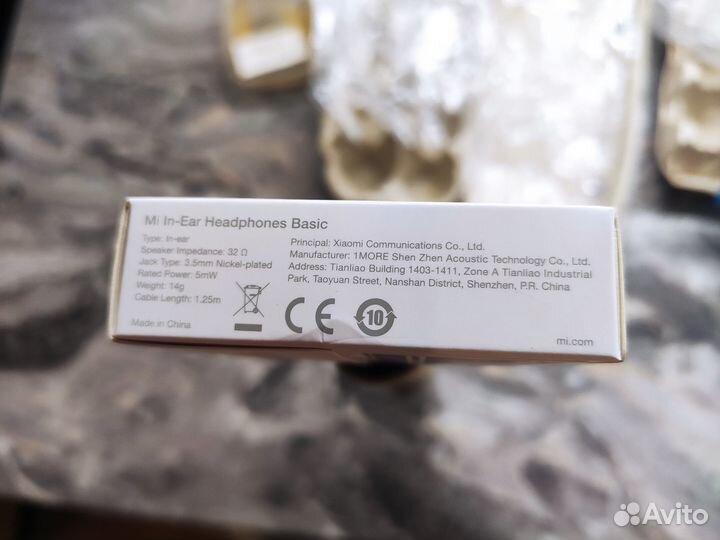 Mi In-Ear Headphones Basic
Type: In-ear
Speaker Impedance: 32 Ω
Jack Type: 3.5mm Nickel-plated
Rated Power: 5mW
Weight: 14g
Cable Length: 1.25m
Made in China
Principal: Xiaomi Communications Co., Ltd.
Manufacturer: 1MORE Shen Zhen Acoustic Technology Co., Ltd.
Address: Tianliao Building 1403-1411, Zone A Tianliao Industrial
Park, Taoyuan Street, Nanshan District, Shenzhen, P.R. China
CE
10
mi.com
Avito